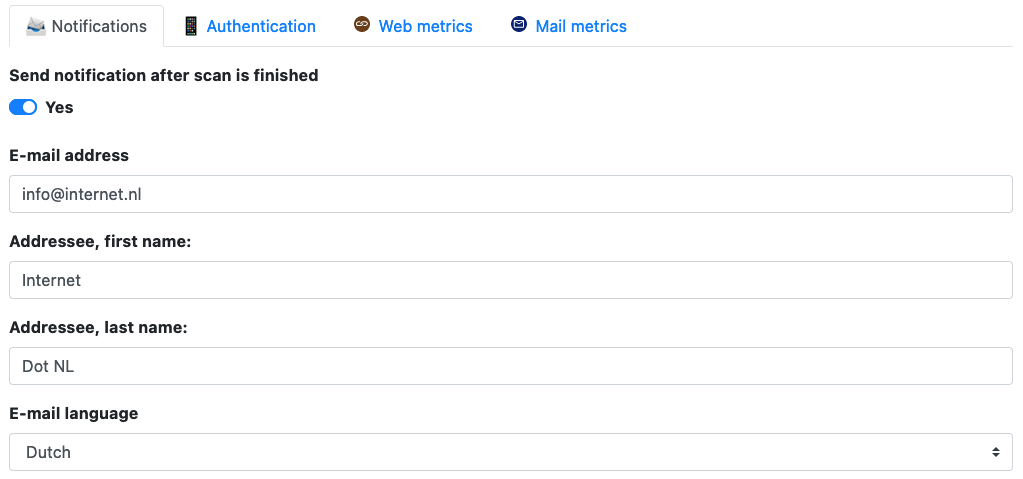 Notifications Authentication Web metrics Mail metrics
Send notification after scan is finished
Yes
E-mail address
info@internet.nl
Addressee, first name:
Internet
Addressee, last name:
Dot NL
E-mail language
Dutch